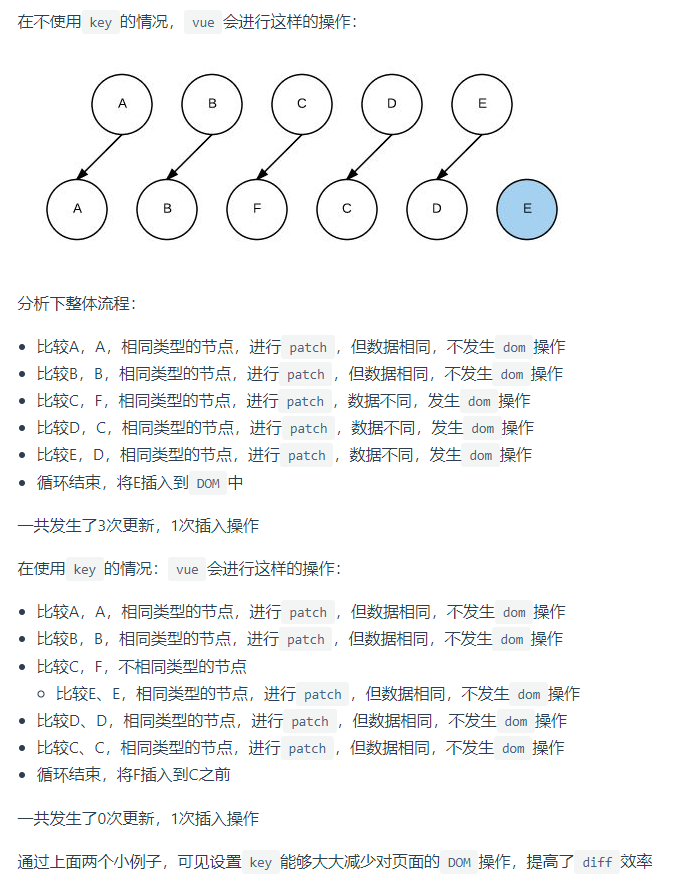 在不使用 key 的情况，vue 会进行这样的操作：
A B C D E
A B F C D E
分析下整体流程：
比较A，A，相同类型的节点，进行 patch ，但数据相同，不发生 dom 操作
比较B，B，相同类型的节点，进行 patch ，但数据相同，不发生 dom 操作
比较C，F，相同类型的节点，进行 patch ，数据不同，发生 dom 操作
比较D，C，相同类型的节点，进行 patch ，数据不同，发生 dom 操作
比较E，D，相同类型的节点，进行 patch ，数据不同，发生 dom 操作
循环结束，将E插入到 DOM 中
一共发生了3次更新，1次插入操作
在使用 key 的情况：vue 会进行这样的操作：
比较A，A，相同类型的节点，进行 patch ，但数据相同，不发生 dom 操作
比较B，B，相同类型的节点，进行 patch ，但数据相同，不发生 dom 操作
比较C，F，不相同类型的节点
比较E、E，相同类型的节点，进行 patch ，但数据相同，不发生 dom 操作
比较D、D，相同类型的节点，进行 patch ，但数据相同，不发生 dom 操作
比较C、C，相同类型的节点，进行 patch ，但数据相同，不发生 dom 操作
循环结束，将F插入到C之前
一共发生了0次更新，1次插入操作
通过上面两个小例子，可见设置 key 能够大大减少对页面的 DOM 操作，提高了 diff 效率